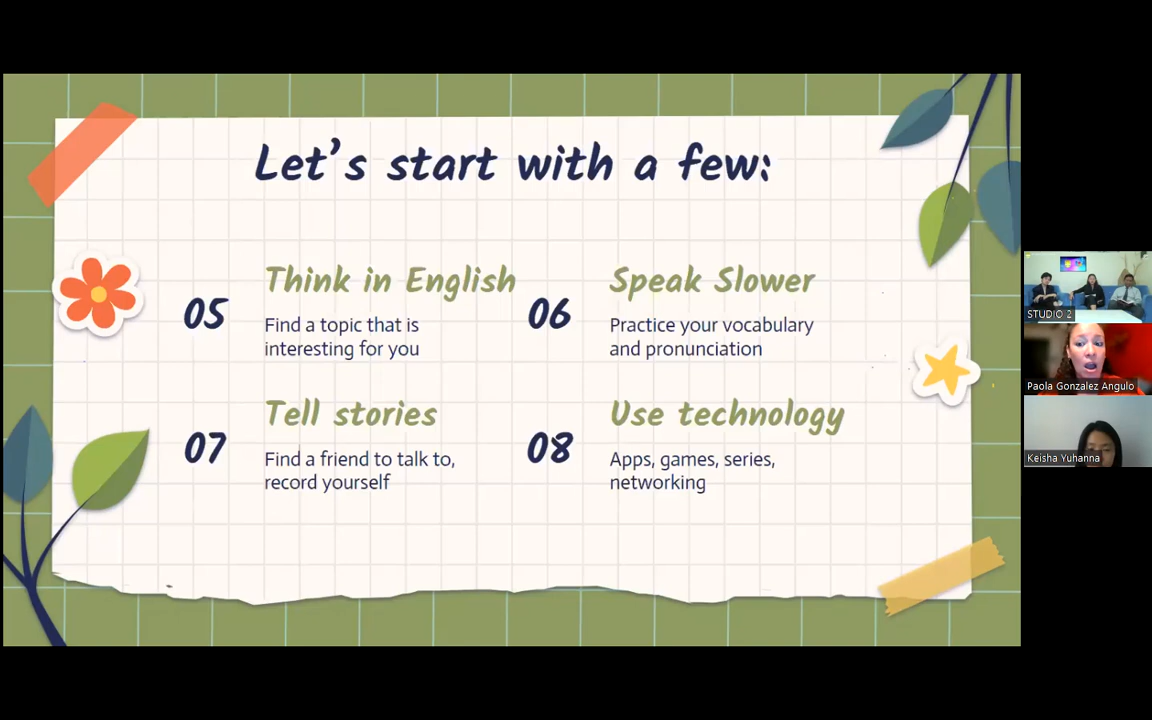 Let's start with a few:
05
Think in English
Find a topic that is
interesting for you
06
Speak Slower
Practice your vocabulary
and pronunciation
07
Tell stories
Find a friend to talk to,
record yourself
08
Use technology
Apps, games, series,
networking
STUDIO 2
Paola Gonzalez Angulo
Keisha Yuhanna